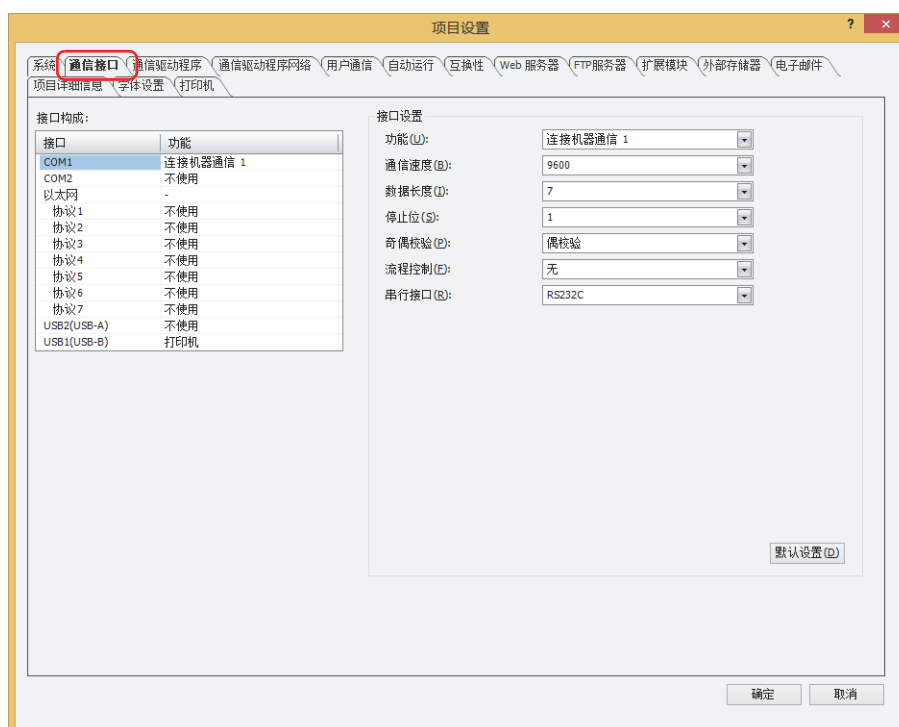 项目设置
? ×
系统 通信接口 通信驱动程序 通信驱动程序网络 用户通信 自动运行 互换性 Web 服务器 FTP服务器 扩展模块 外部存储器 电子邮件
项目详细信息 字体设置 打印机
接口构成:
接口 功能
COM1 连接机器通信 1
COM2 不使用
以太网 -
协议1 不使用
协议2 不使用
协议3 不使用
协议4 不使用
协议5 不使用
协议6 不使用
协议7 不使用
USB2(USB-A) 不使用
USB1(USB-B) 打印机
接口设置
功能(U): 连接机器通信 1
通信速度(B): 9600
数据长度(I): 7
停止位(S): 1
奇偶校验(P): 偶校验
流程控制(F): 无
串行接口(R): RS232C
默认设置(D)
确定 取消